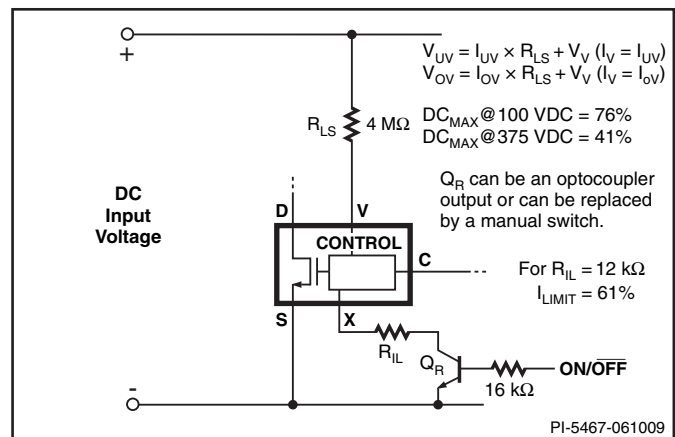 +
V_UV = I_UV × R_LS + V_V (I_V = I_UV)
V_OV = I_OV × R_LS + V_V (I_V = I_oV)
R_LS 4 MΩ
DC_MAX@100 VDC = 76%
DC_MAX@375 VDC = 41%
DC
Input
Voltage
Q_R can be an optocoupler
output or can be replaced
by a manual switch.
D
V
CONTROL
C
For R_IL = 12 kΩ
I_LIMIT = 61%
S
X
R_IL
Q_R
ON/O̅F̅F̅
16 kΩ
-
PI-5467-061009